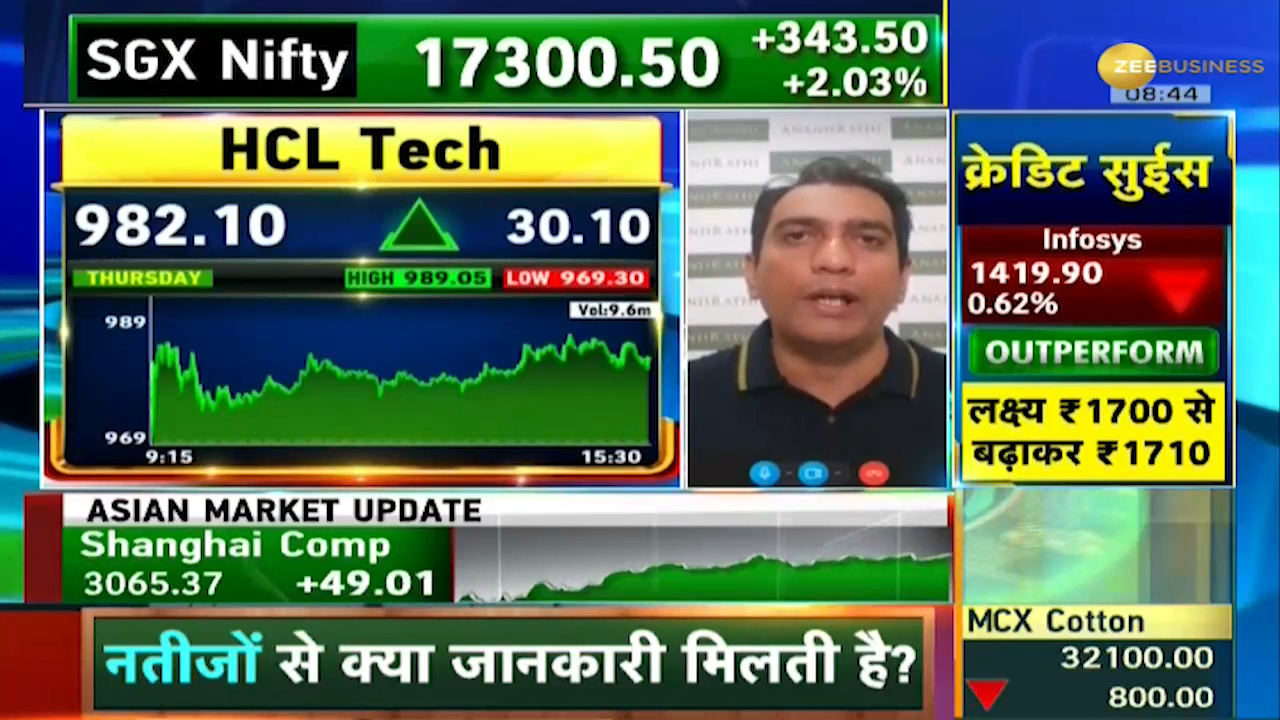 SGX Nifty
17300.50
+343.50
+2.03%
ZEEBUSINESS
08:44
HCL Tech
982.10
30.10
THURSDAY
HIGH 989.05
LOW 969.30
Vol:9.6m
989
969
9:15
15:30
ANANDRATHI
क्रेडिट सुईस
Infosys
1419.90
0.62%
OUTPERFORM
लक्ष्य ₹1700 से
बढ़ाकर ₹1710
ASIAN MARKET UPDATE
Shanghai Comp
3065.37
+49.01
MCX Cotton
32100.00
800.00
नतीजों से क्या जानकारी मिलती है?